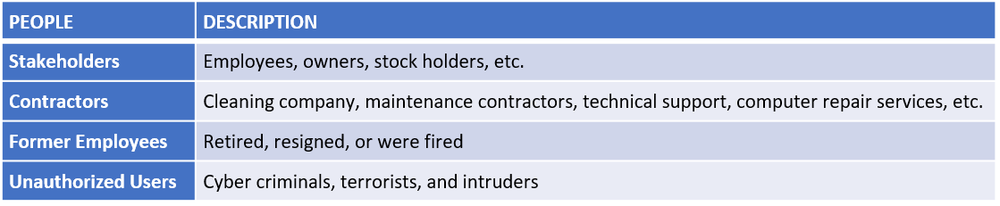 PEOPLE DESCRIPTION
Stakeholders Employees, owners, stock holders, etc.
Contractors Cleaning company, maintenance contractors, technical support, computer repair services, etc.
Former Employees Retired, resigned, or were fired
Unauthorized Users Cyber criminals, terrorists, and intruders